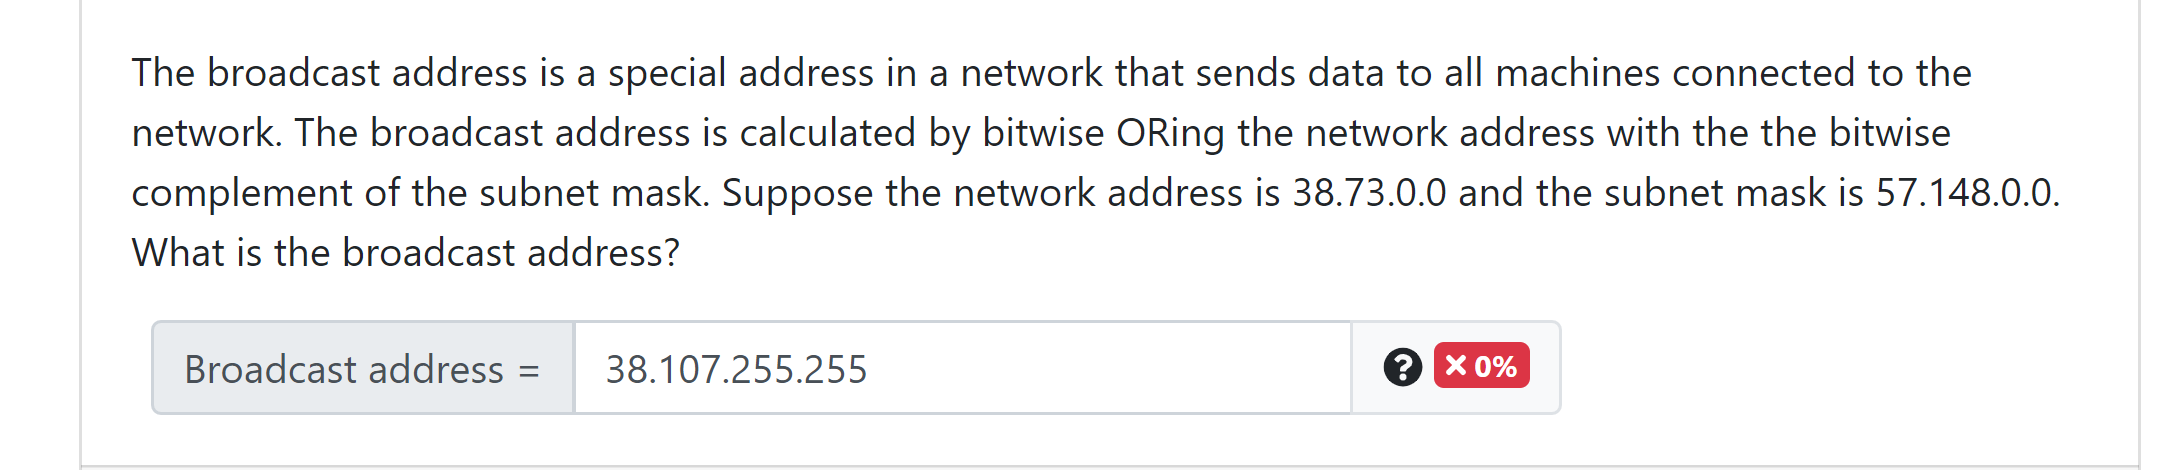 The broadcast address is a special address in a network that sends data to all machines connected to the
network. The broadcast address is calculated by bitwise ORing the network address with the the bitwise
complement of the subnet mask. Suppose the network address is 38.73.0.0 and the subnet mask is 57.148.0.0.
What is the broadcast address?
Broadcast address = 38.107.255.255 ? × 0%